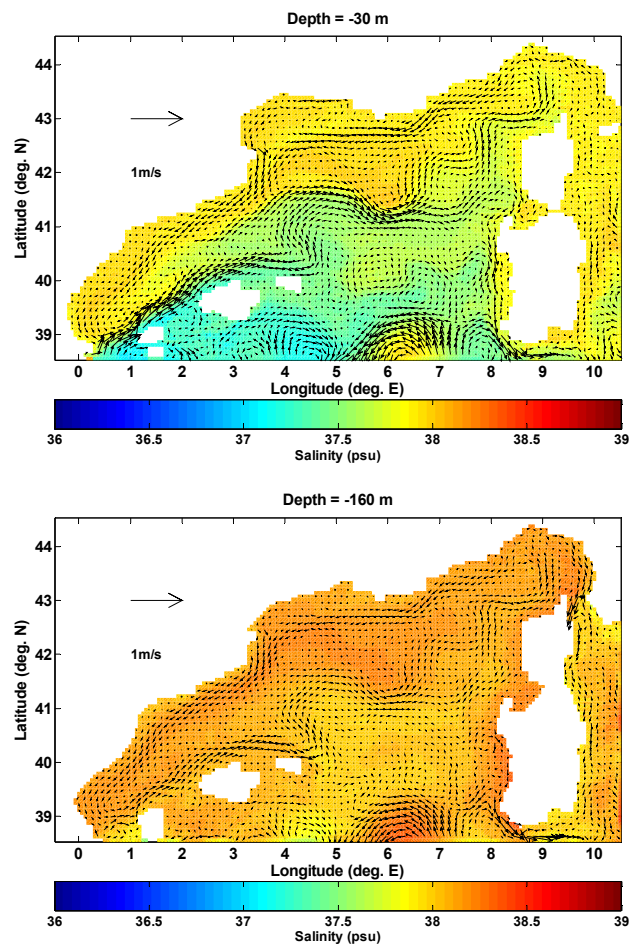 Depth = -30 m
44
43
42
41
40
39
Latitude (deg. N)
1m/s
0 1 2 3 4 5 6 7 8 9 10
Longitude (deg. E)
36 36.5 37 37.5 38 38.5 39
Salinity (psu)
Depth = -160 m
44
43
42
41
40
39
Latitude (deg. N)
1m/s
0 1 2 3 4 5 6 7 8 9 10
Longitude (deg. E)
36 36.5 37 37.5 38 38.5 39
Salinity (psu)